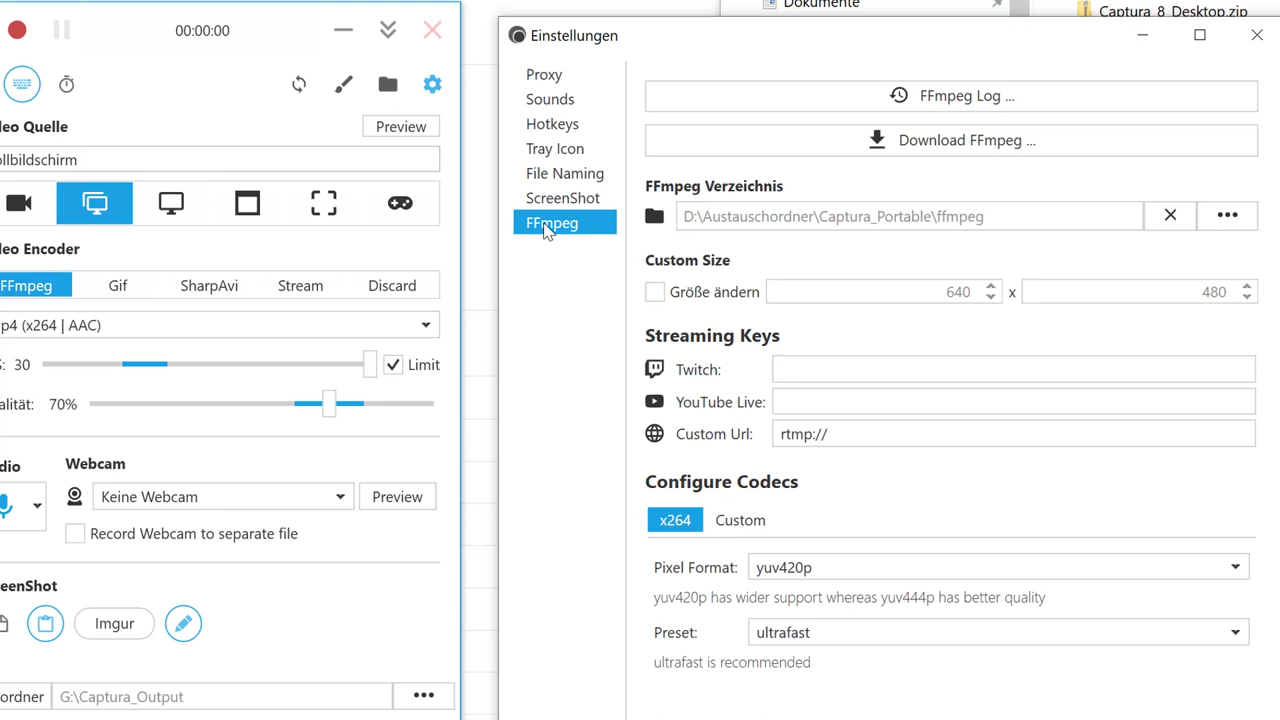 Dokumente
Captura_8_Desktop.zip
00:00:00
Einstellungen
eo Quelle
Preview
ollbildschirm
eo Encoder
FFmpeg
Gif
SharpAvi
Stream
Discard
p4 (x264 | AAC)
S: 30
Limit
alität: 70%
dio
Webcam
Keine Webcam
Preview
Record Webcam to separate file
eenShot
Imgur
ordner
G:\Captura_Output
Proxy
Sounds
Hotkeys
Tray Icon
File Naming
ScreenShot
FFmpeg
FFmpeg Log ...
Download FFmpeg ...
FFmpeg Verzeichnis
D:\Austauschordner\Captura_Portable\ffmpeg
Custom Size
Größe ändern
640
x
480
Streaming Keys
Twitch:
YouTube Live:
Custom Url:
rtmp://
Configure Codecs
x264
Custom
Pixel Format:
yuv420p
yuv420p has wider support whereas yuv444p has better quality
Preset:
ultrafast
ultrafast is recommended